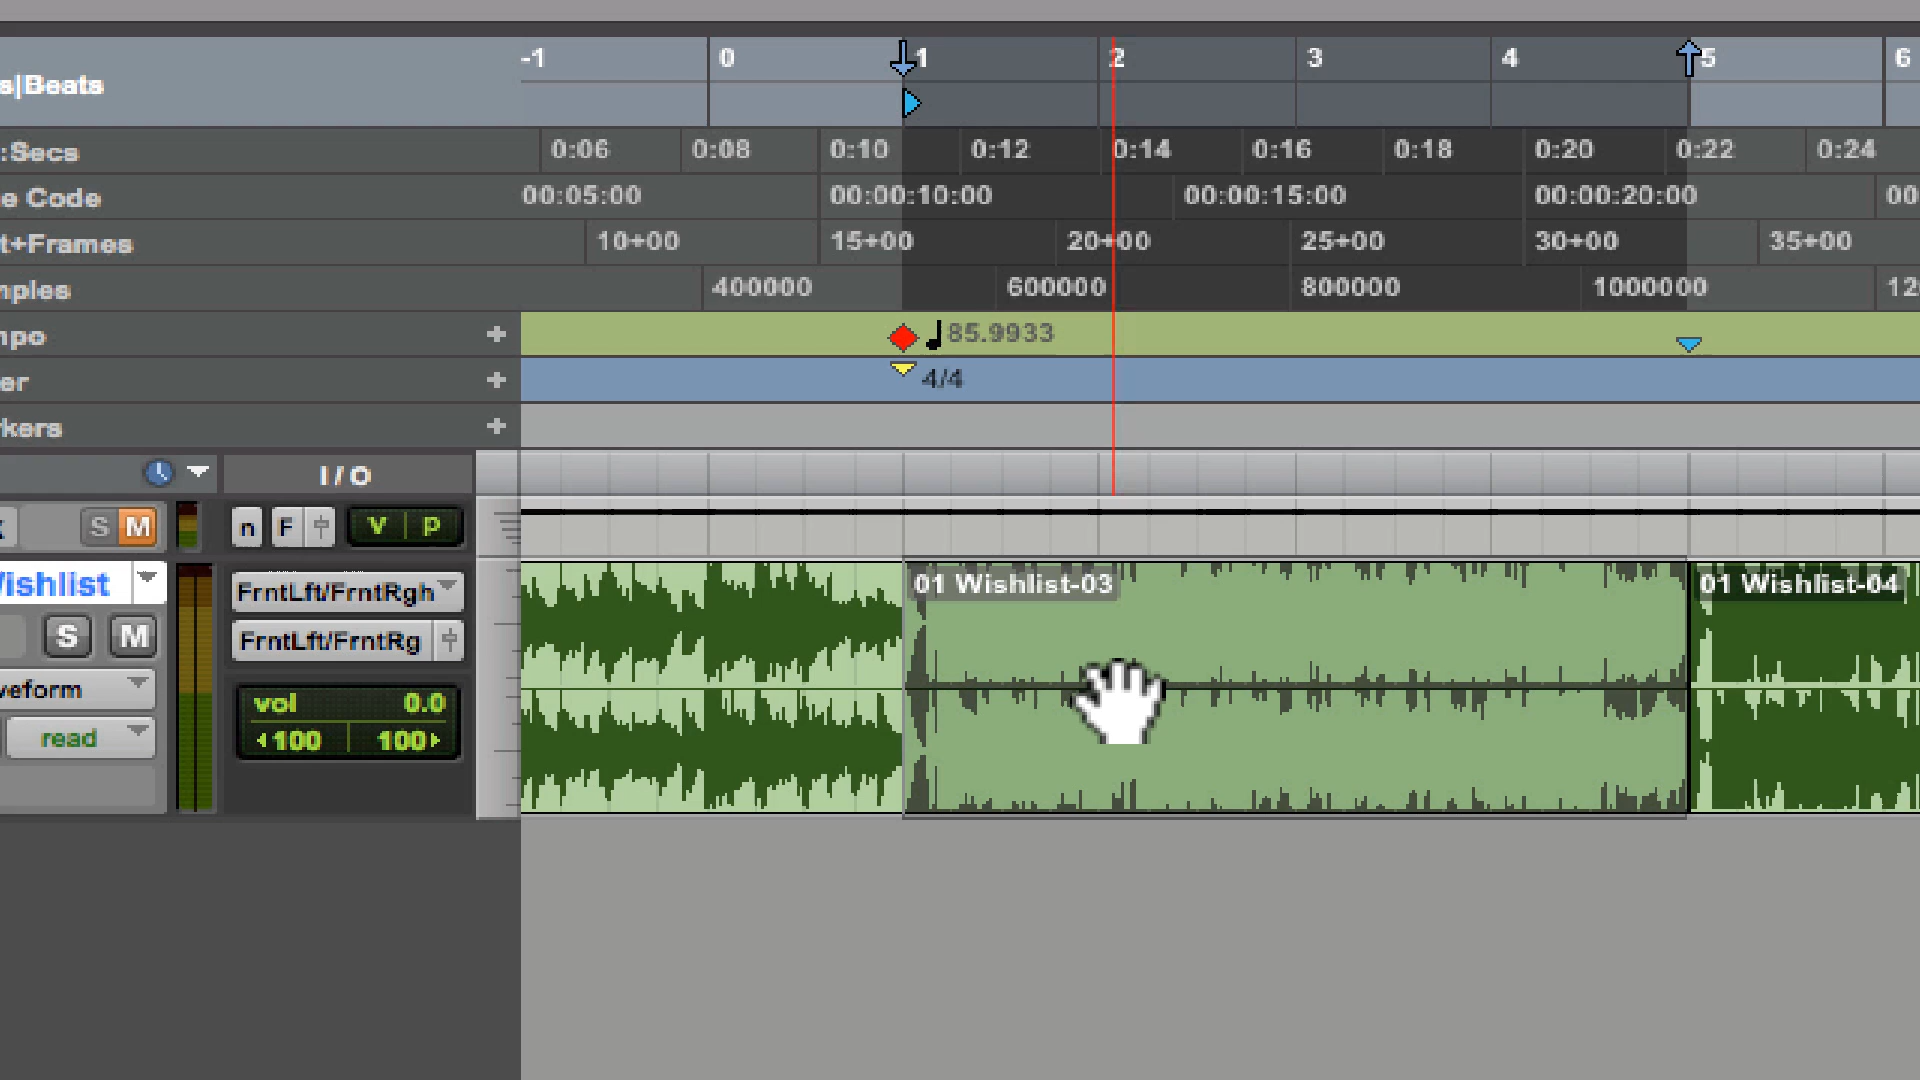 -1 0 1 2 3 4 5 6
s|Beats
:Secs 0:06 0:08 0:10 0:12 0:14 0:16 0:18 0:20 0:22 0:24
e Code 00:05:00 00:00:10:00 00:00:15:00 00:00:20:00 00
t+Frames 10+00 15+00 20+00 25+00 30+00 35+00
mples 400000 600000 800000 1000000 12
mpo + 85.9933
er + 4/4
kers +
I / O
S M n F V P
Wishlist FrntLft/FrntRgh 01 Wishlist-03 01 Wishlist-04
S M FrntLft/FrntRg
veform vol 0.0
read 100 100